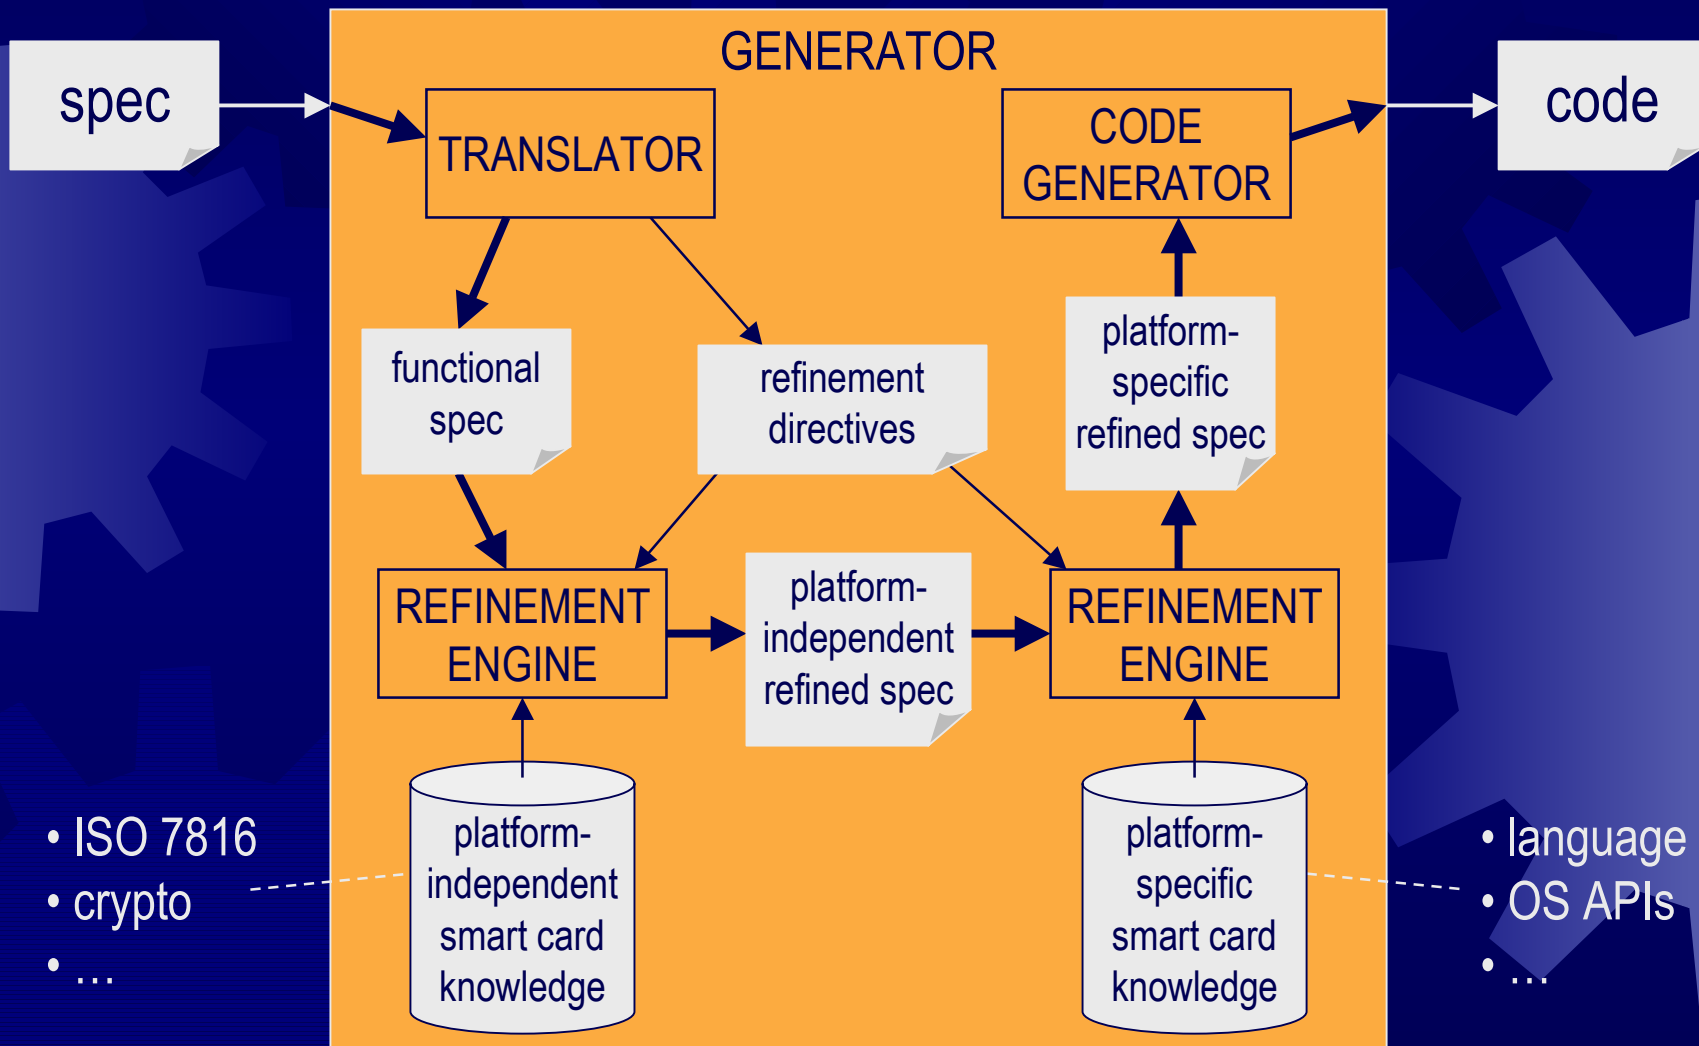 GENERATOR
spec
TRANSLATOR
CODE
GENERATOR
code
functional
spec
refinement
directives
platform-
specific
refined spec
REFINEMENT
ENGINE
platform-
independent
refined spec
REFINEMENT
ENGINE
• ISO 7816
• crypto
• …
platform-
independent
smart card
knowledge
platform-
specific
smart card
knowledge
• language
• OS APIs
• …